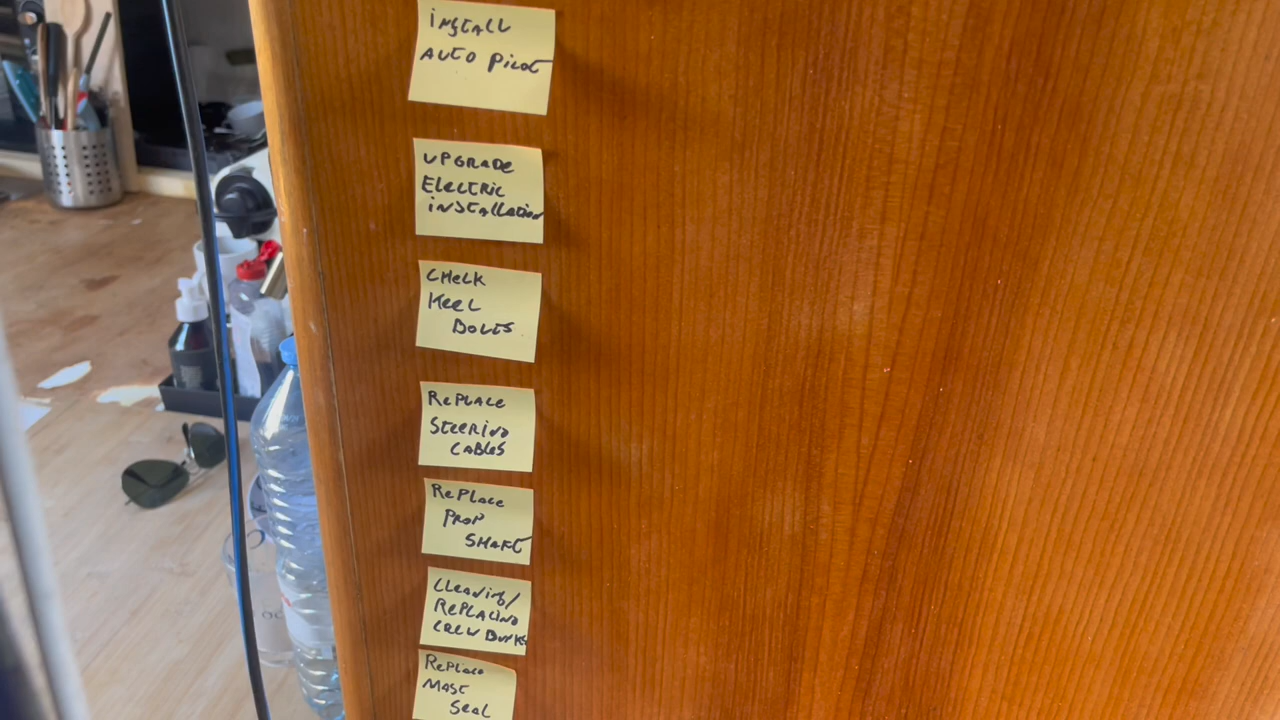 INSTALL
AUTO PILOT
UPGRADE
ELECTRIC
INSTALLATION
CHECK
KEEL
BOLTS
REPLACE
STEERING
CABLES
REPLACE
PROP
SHAFT
CLEANING/
REPLACING
CREW BUNKS
REPLACE
MAST
SEAL